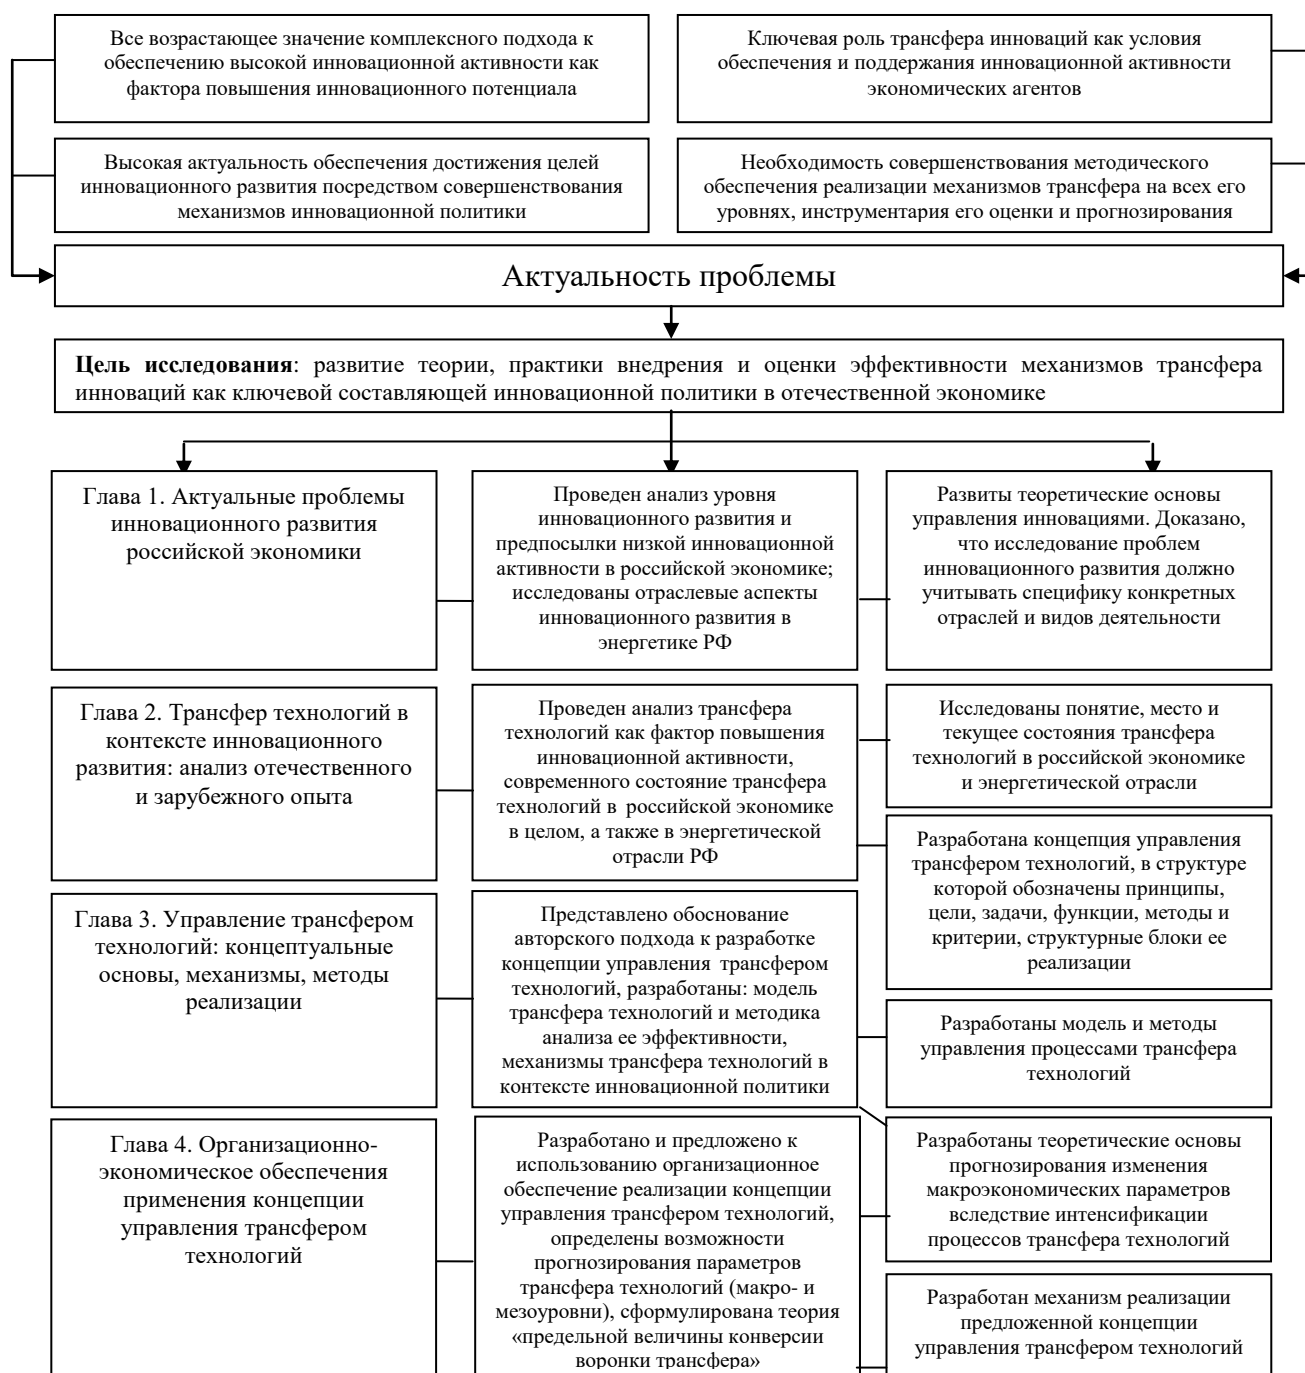 Все возрастающее значение комплексного подхода к
обеспечению высокой инновационной активности как
фактора повышения инновационного потенциала
Ключевая роль трансфера инноваций как условия
обеспечения и поддержания инновационной активности
экономических агентов
Высокая актуальность обеспечения достижения целей
инновационного развития посредством совершенствования
механизмов инновационной политики
Необходимость совершенствования методического
обеспечения реализации механизмов трансфера на всех его
уровнях, инструментария его оценки и прогнозирования
Актуальность проблемы
Цель исследования: развитие теории, практики внедрения и оценки эффективности механизмов трансфера
инноваций как ключевой составляющей инновационной политики в отечественной экономике
Глава 1. Актуальные проблемы
инновационного развития
российской экономики
Проведен анализ уровня
инновационного развития и
предпосылки низкой инновационной
активности в российской экономике;
исследованы отраслевые аспекты
инновационного развития в
энергетике РФ
Развиты теоретические основы
управления инновациями. Доказано,
что исследование проблем
инновационного развития должно
учитывать специфику конкретных
отраслей и видов деятельности
Глава 2. Трансфер технологий в
контексте инновационного
развития: анализ отечественного
и зарубежного опыта
Проведен анализ трансфера
технологий как фактор повышения
инновационной активности,
современного состояние трансфера
технологий в российской экономике
в целом, а также в энергетической
отрасли РФ
Исследованы понятие, место и
текущее состояния трансфера
технологий в российской экономике
и энергетической отрасли
Разработана концепция управления
трансфером технологий, в структуре
которой обозначены принципы,
цели, задачи, функции, методы и
критерии, структурные блоки ее
реализации
Глава 3. Управление трансфером
технологий: концептуальные
основы, механизмы, методы
реализации
Представлено обоснование
авторского подхода к разработке
концепции управления трансфером
технологий, разработаны: модель
трансфера технологий и методика
анализа ее эффективности,
механизмы трансфера технологий в
контексте инновационной политики
Разработаны модель и методы
управления процессами трансфера
технологий
Глава 4. Организационно-
экономическое обеспечения
применения концепции
управления трансфером
технологий
Разработано и предложено к
использованию организационное
обеспечение реализации концепции
управления трансфером технологий,
определены возможности
прогнозирования параметров
трансфера технологий (макро- и
мезоуровни), сформулирована теория
«предельной величины конверсии
воронки трансфера»
Разработаны теоретические основы
прогнозирования изменения
макроэкономических параметров
вследствие интенсификации
процессов трансфера технологий
Разработан механизм реализации
предложенной концепции
управления трансфером технологий